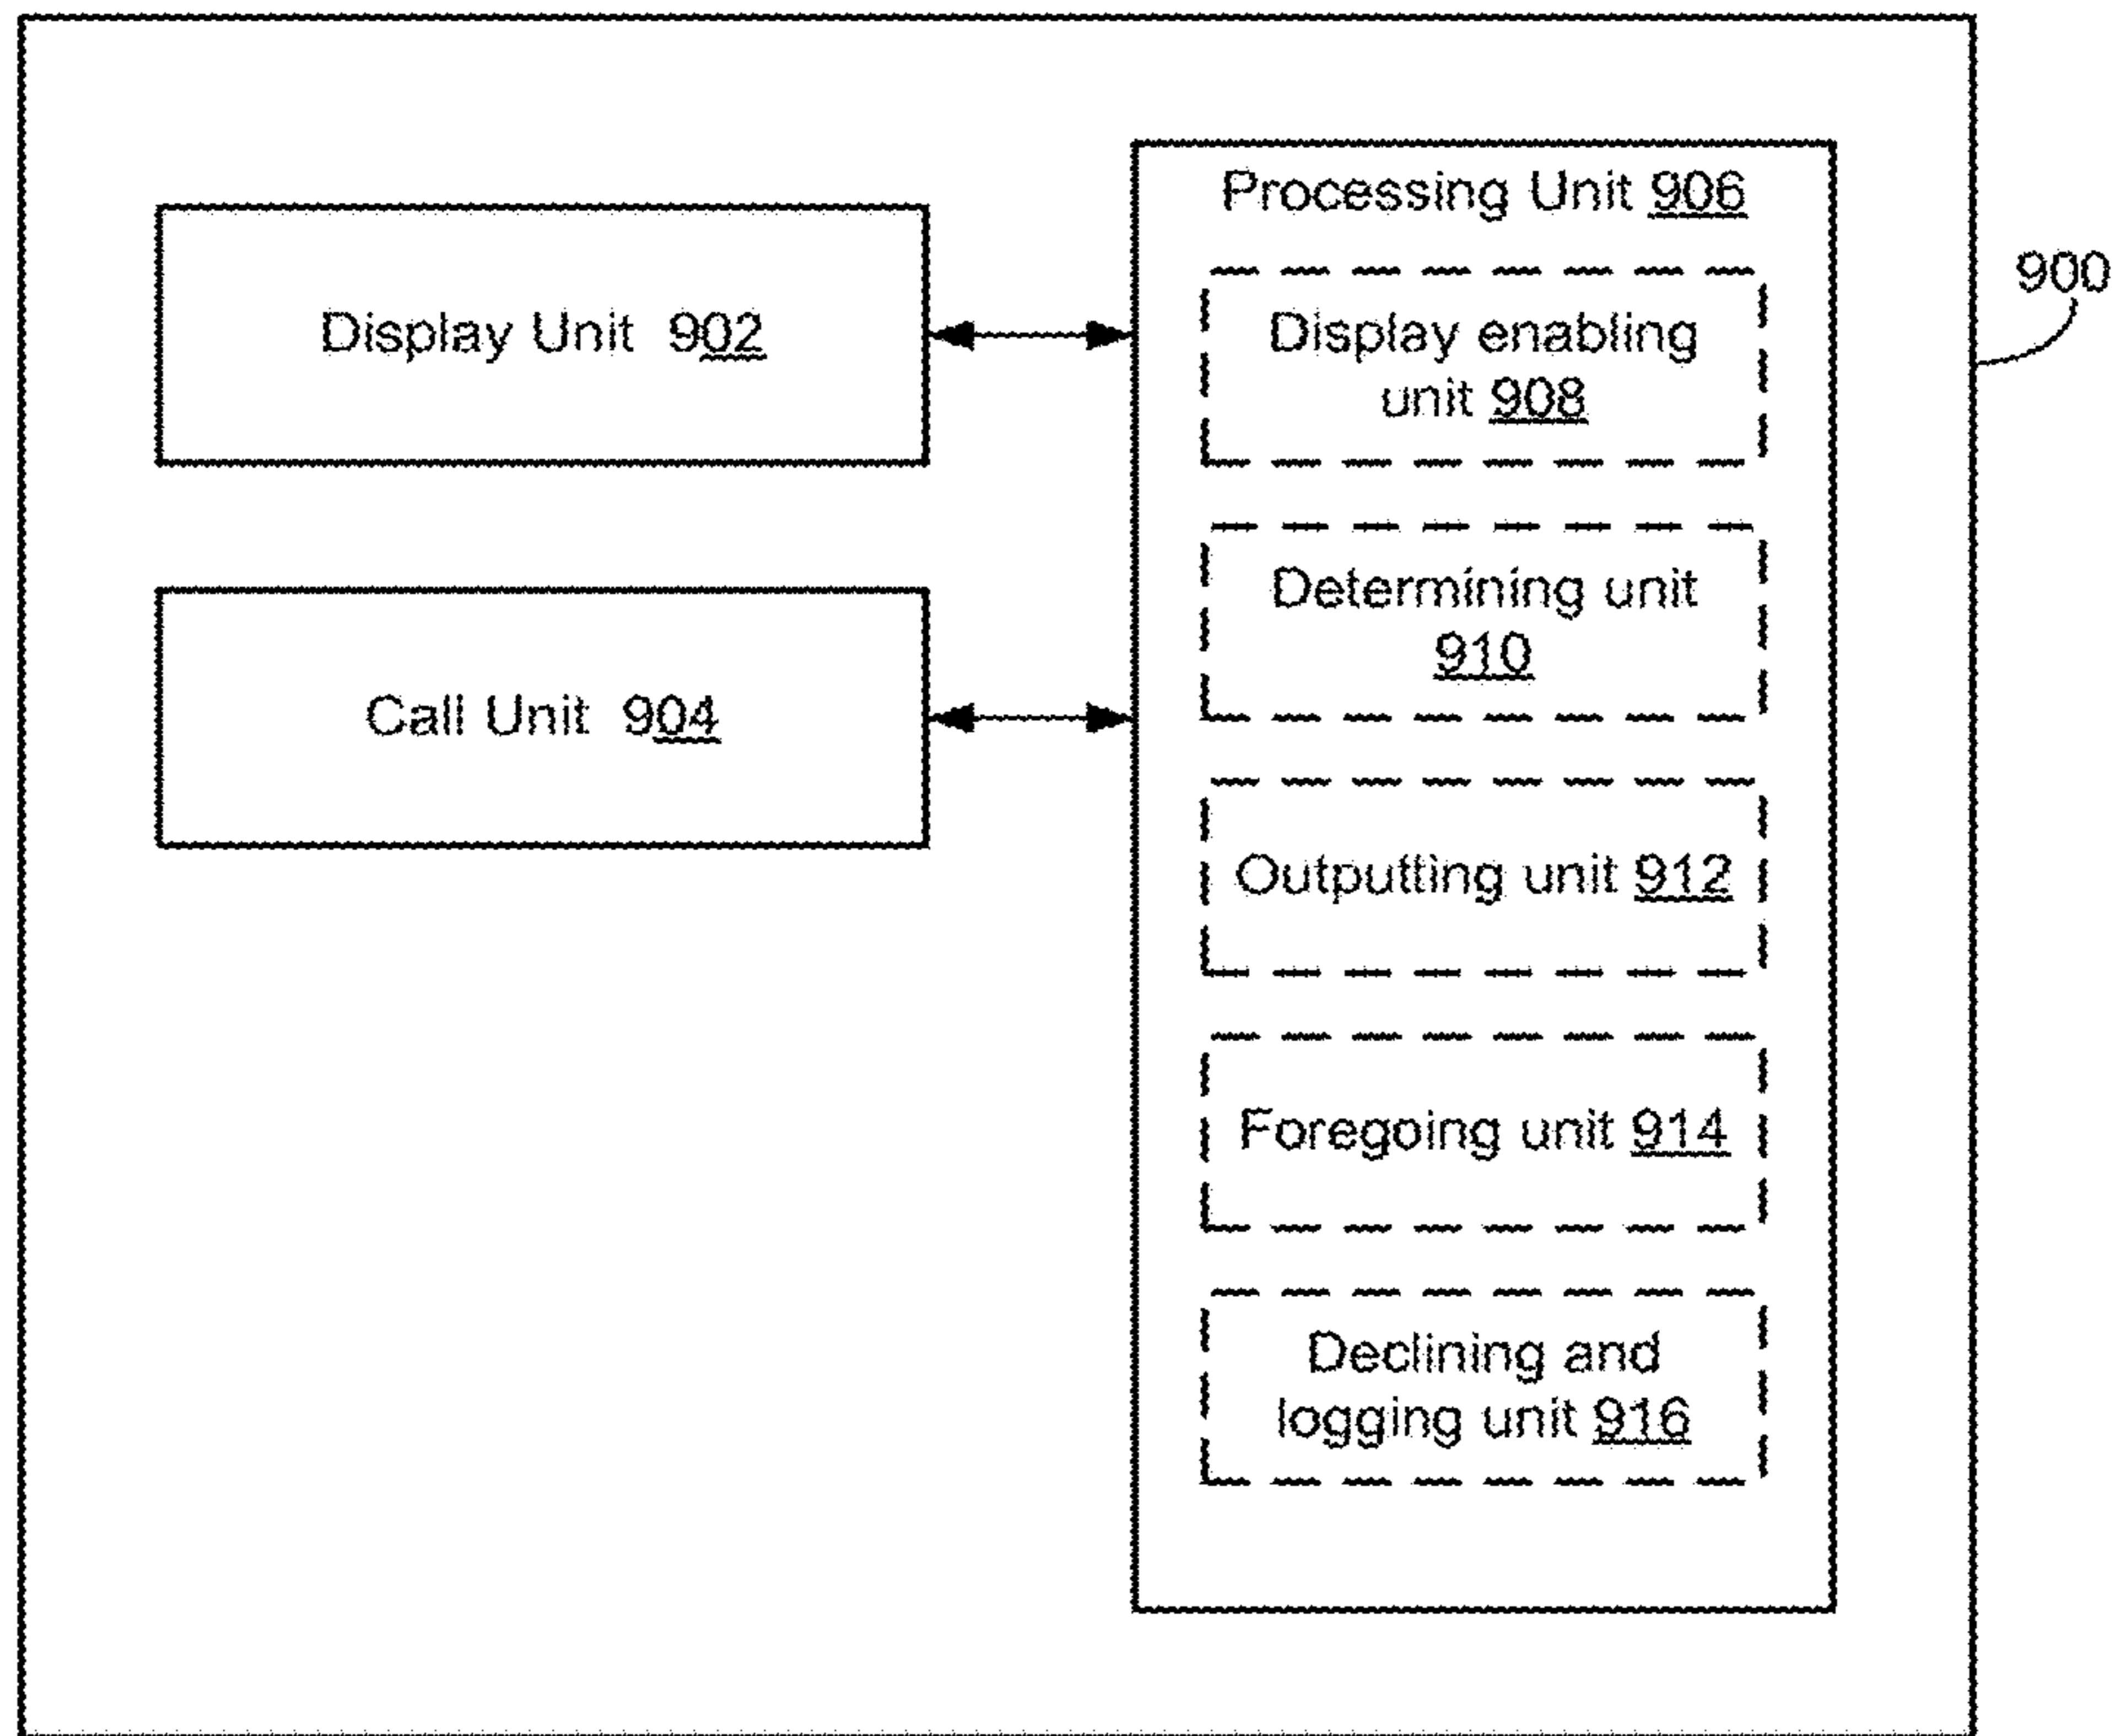 Processing Unit 906
Display Unit 902
Display enabling
unit 908
900
Call Unit 904
Determining unit
910
Outputting unit 912
Foregoing unit 914
Declining and
logging unit 916